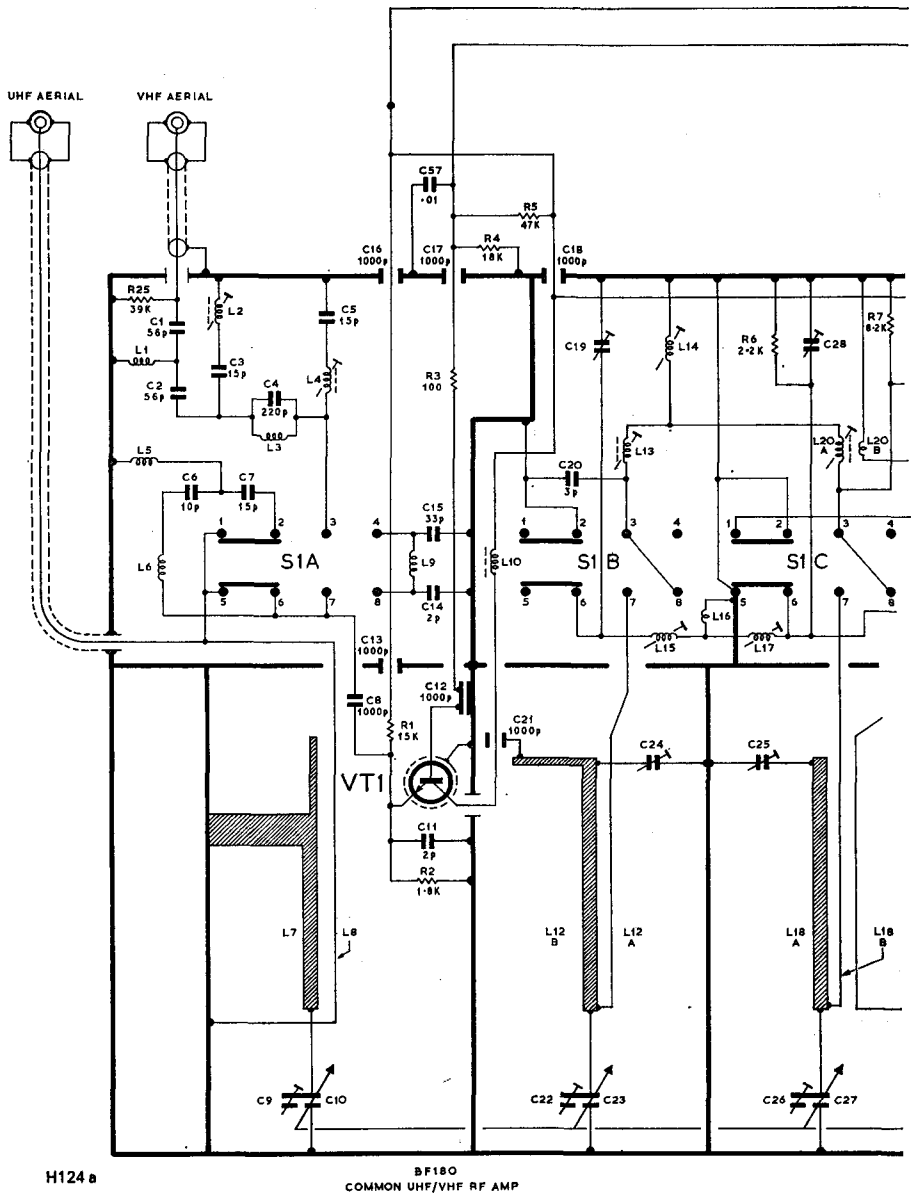 UHF AERIAL
VHF AERIAL
C57
.01
R5
47K
R4
18K
C16
1000p
C17
1000p
C18
1000p
R25
39K
L2
C5
15p
C1
56p
L1
C3
15p
C2
56p
C4
220p
L4
L3
R3
100
C19
L14
R6
2·2K
C28
R7
8·2K
L13
L20
A
L20
B
L5
C6
10p
C7
15p
C20
3p
C15
33p
1
2
3
4
1
2
3
4
1
2
3
4
L6
S1A
L9
L10
S1B
S1C
C14
2p
5
6
7
8
5
6
7
8
5
6
7
8
L16
L15
L17
C13
1000p
C8
1000p
C12
1000p
R1
15K
C21
1000p
C24
C25
VT1
C11
2p
R2
1·8K
L7
L8
L12
B
L12
A
L18
A
L18
B
C9
C10
C22
C23
C26
C27
H124a
BF180
COMMON UHF/VHF RF AMP